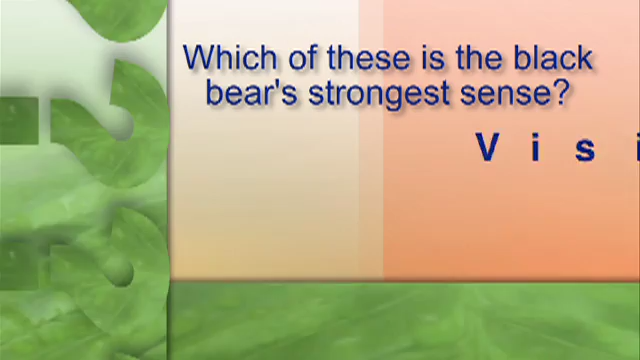 Which of these is the black
bear's strongest sense?
V i s i